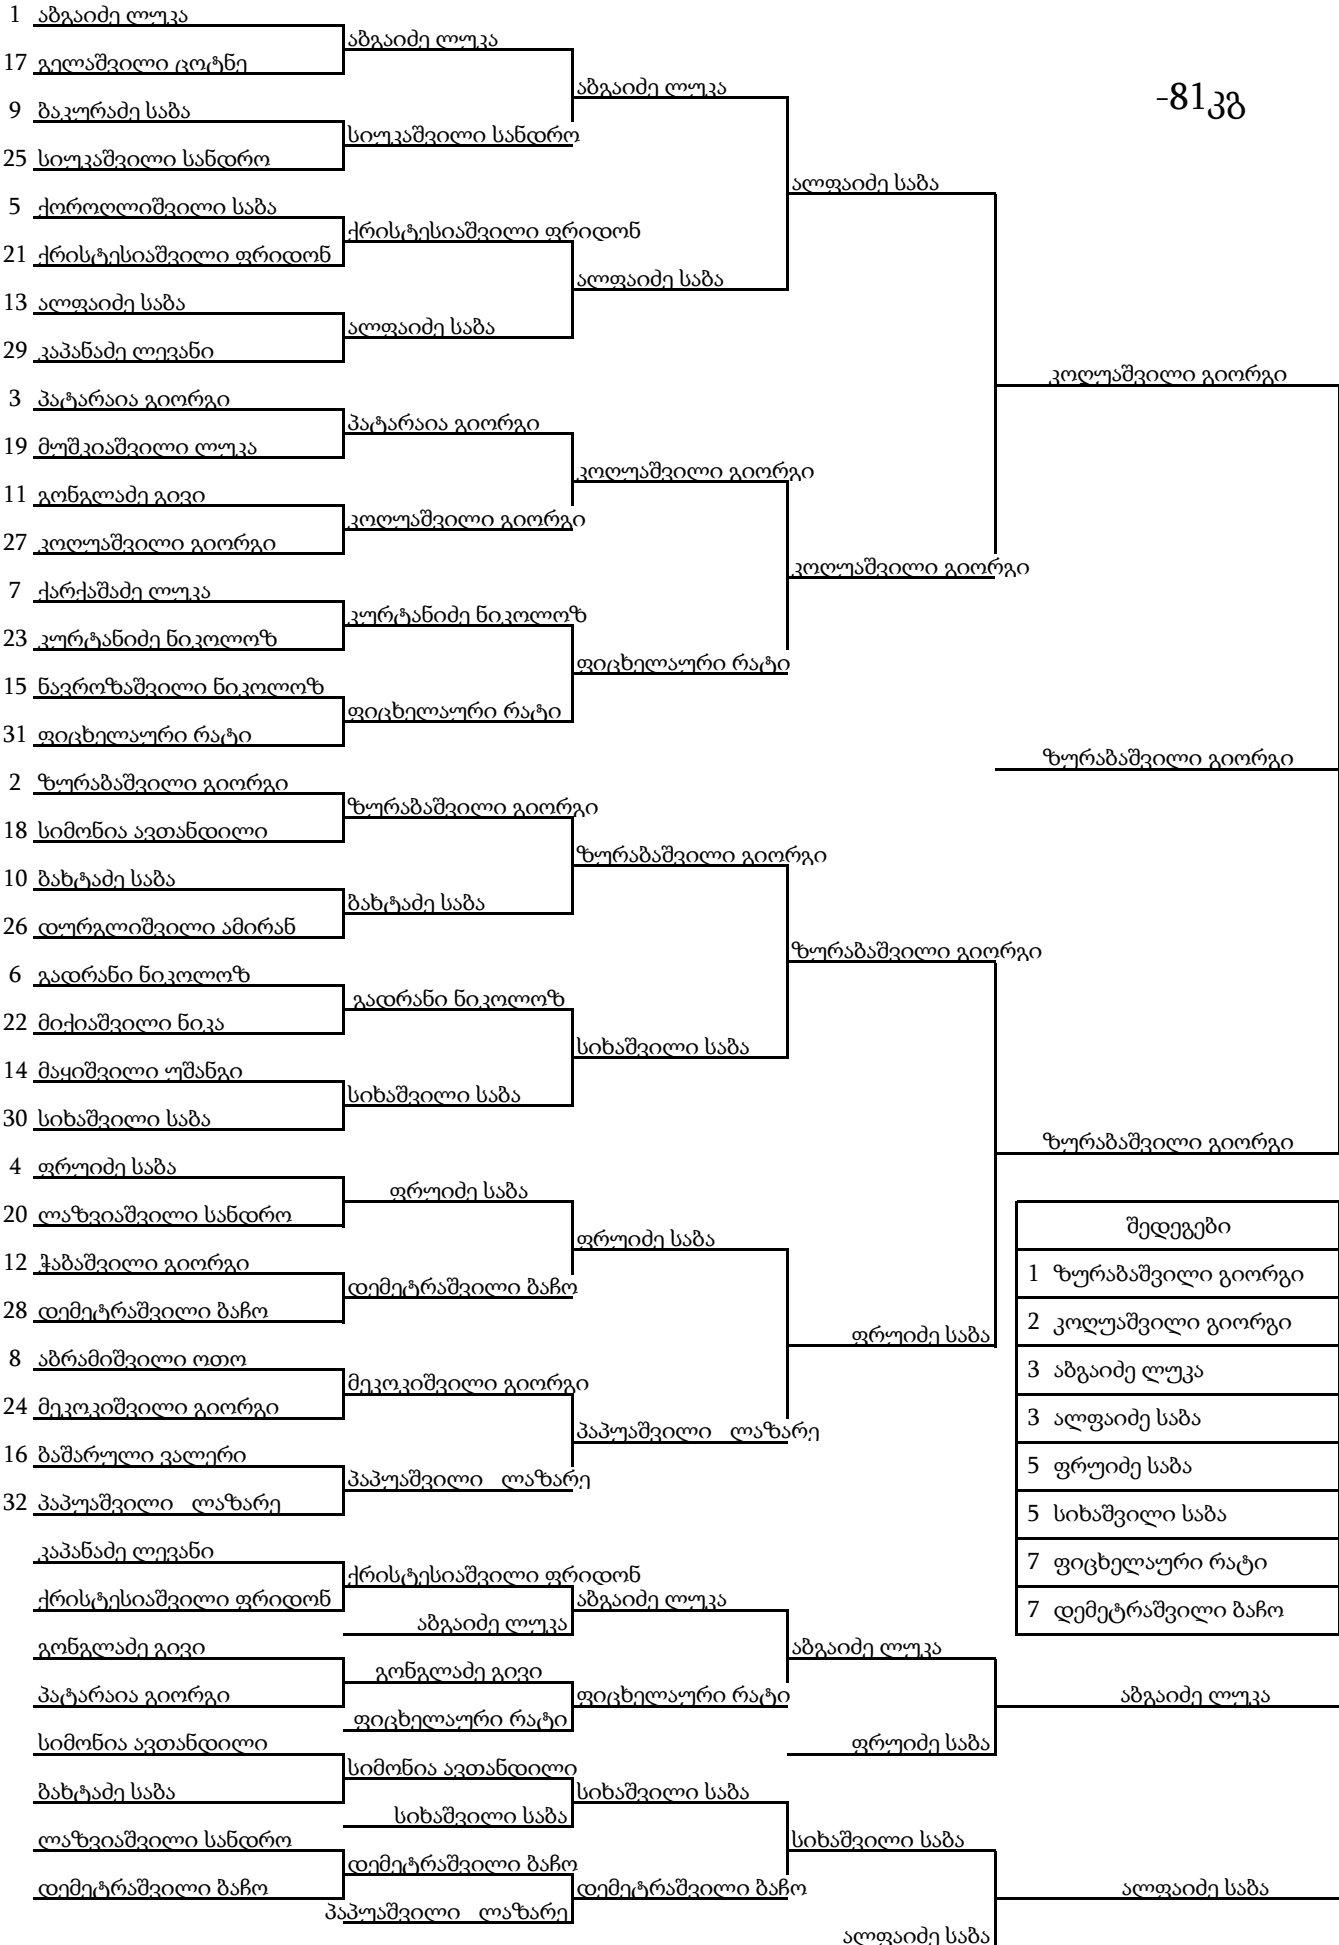 1 აბგაიძე ლუკა
აბგაიძე ლუკა
17 გელაშვილი ცოტნე
აბგაიძე ლუკა
-81კგ
9 ბაკურაძე საბა
სიუკაშვილი სანდრო
25 სიუკაშვილი სანდრო
ალფაიძე საბა
5 ქოროღლიშვილი საბა
ქრისტესიაშვილი ფრიდონ
21 ქრისტესიაშვილი ფრიდონ
ალფაიძე საბა
13 ალფაიძე საბა
ალფაიძე საბა
29 კაპანაძე ლევანი
კოღუაშვილი გიორგი
3 პატარაია გიორგი
პატარაია გიორგი
19 მუშკიაშვილი ლუკა
კოღუაშვილი გიორგი
11 გონგლაძე გივი
კოღუაშვილი გიორგი
27 კოღუაშვილი გიორგი
კოღუაშვილი გიორგი
7 ქარქაშაძე ლუკა
კურტანიძე ნიკოლოზ
23 კურტანიძე ნიკოლოზ
ფიცხელაური რატი
15 ნავროზაშვილი ნიკოლოზ
ფიცხელაური რატი
31 ფიცხელაური რატი
ზურაბაშვილი გიორგი
2 ზურაბაშვილი გიორგი
ზურაბაშვილი გიორგი
18 სიმონია ავთანდილი
ზურაბაშვილი გიორგი
10 ბახტაძე საბა
ბახტაძე საბა
26 დურგლიშვილი ამირან
ზურაბაშვილი გიორგი
6 გადრანი ნიკოლოზ
გადრანი ნიკოლოზ
22 მიქიაშვილი ნიკა
სიხაშვილი საბა
14 მაყიშვილი უშანგი
სიხაშვილი საბა
30 სიხაშვილი საბა
ზურაბაშვილი გიორგი
4 ფრუიძე საბა
ფრუიძე საბა
20 ლაზვიაშვილი სანდრო
ფრუიძე საბა
12 ჭაბაშვილი გიორგი
დემეტრაშვილი ბაჩო
28 დემეტრაშვილი ბაჩო
ფრუიძე საბა
8 აბრამიშვილი ოთო
მეკოკიშვილი გიორგი
24 მეკოკიშვილი გიორგი
პაპუაშვილი ლაზარე
16 ბაშარული ვალერი
პაპუაშვილი ლაზარე
32 პაპუაშვილი ლაზარე
შედეგები
1 ზურაბაშვილი გიორგი
2 კოღუაშვილი გიორგი
3 აბგაიძე ლუკა
3 ალფაიძე საბა
5 ფრუიძე საბა
5 სიხაშვილი საბა
7 ფიცხელაური რატი
7 დემეტრაშვილი ბაჩო
კაპანაძე ლევანი
ქრისტესიაშვილი ფრიდონ
ქრისტესიაშვილი ფრიდონ
აბგაიძე ლუკა
აბგაიძე ლუკა
გონგლაძე გივი
აბგაიძე ლუკა
გონგლაძე გივი
პატარაია გიორგი
ფიცხელაური რატი
აბგაიძე ლუკა
ფიცხელაური რატი
სიმონია ავთანდილი
ფრუიძე საბა
სიმონია ავთანდილი
ბახტაძე საბა
სიხაშვილი საბა
სიხაშვილი საბა
ლაზვიაშვილი სანდრო
სიხაშვილი საბა
დემეტრაშვილი ბაჩო
დემეტრაშვილი ბაჩო
დემეტრაშვილი ბაჩო
ალფაიძე საბა
პაპუაშვილი ლაზარე
ალფაიძე საბა